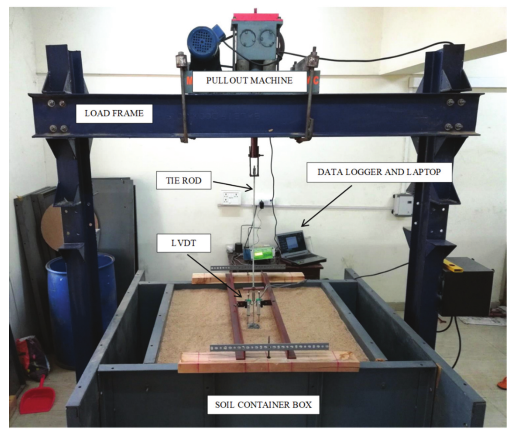 PULLOUT MACHINE
LOAD FRAME
TIE ROD
DATA LOGGER AND LAPTOP
LVDT
SOIL CONTAINER BOX